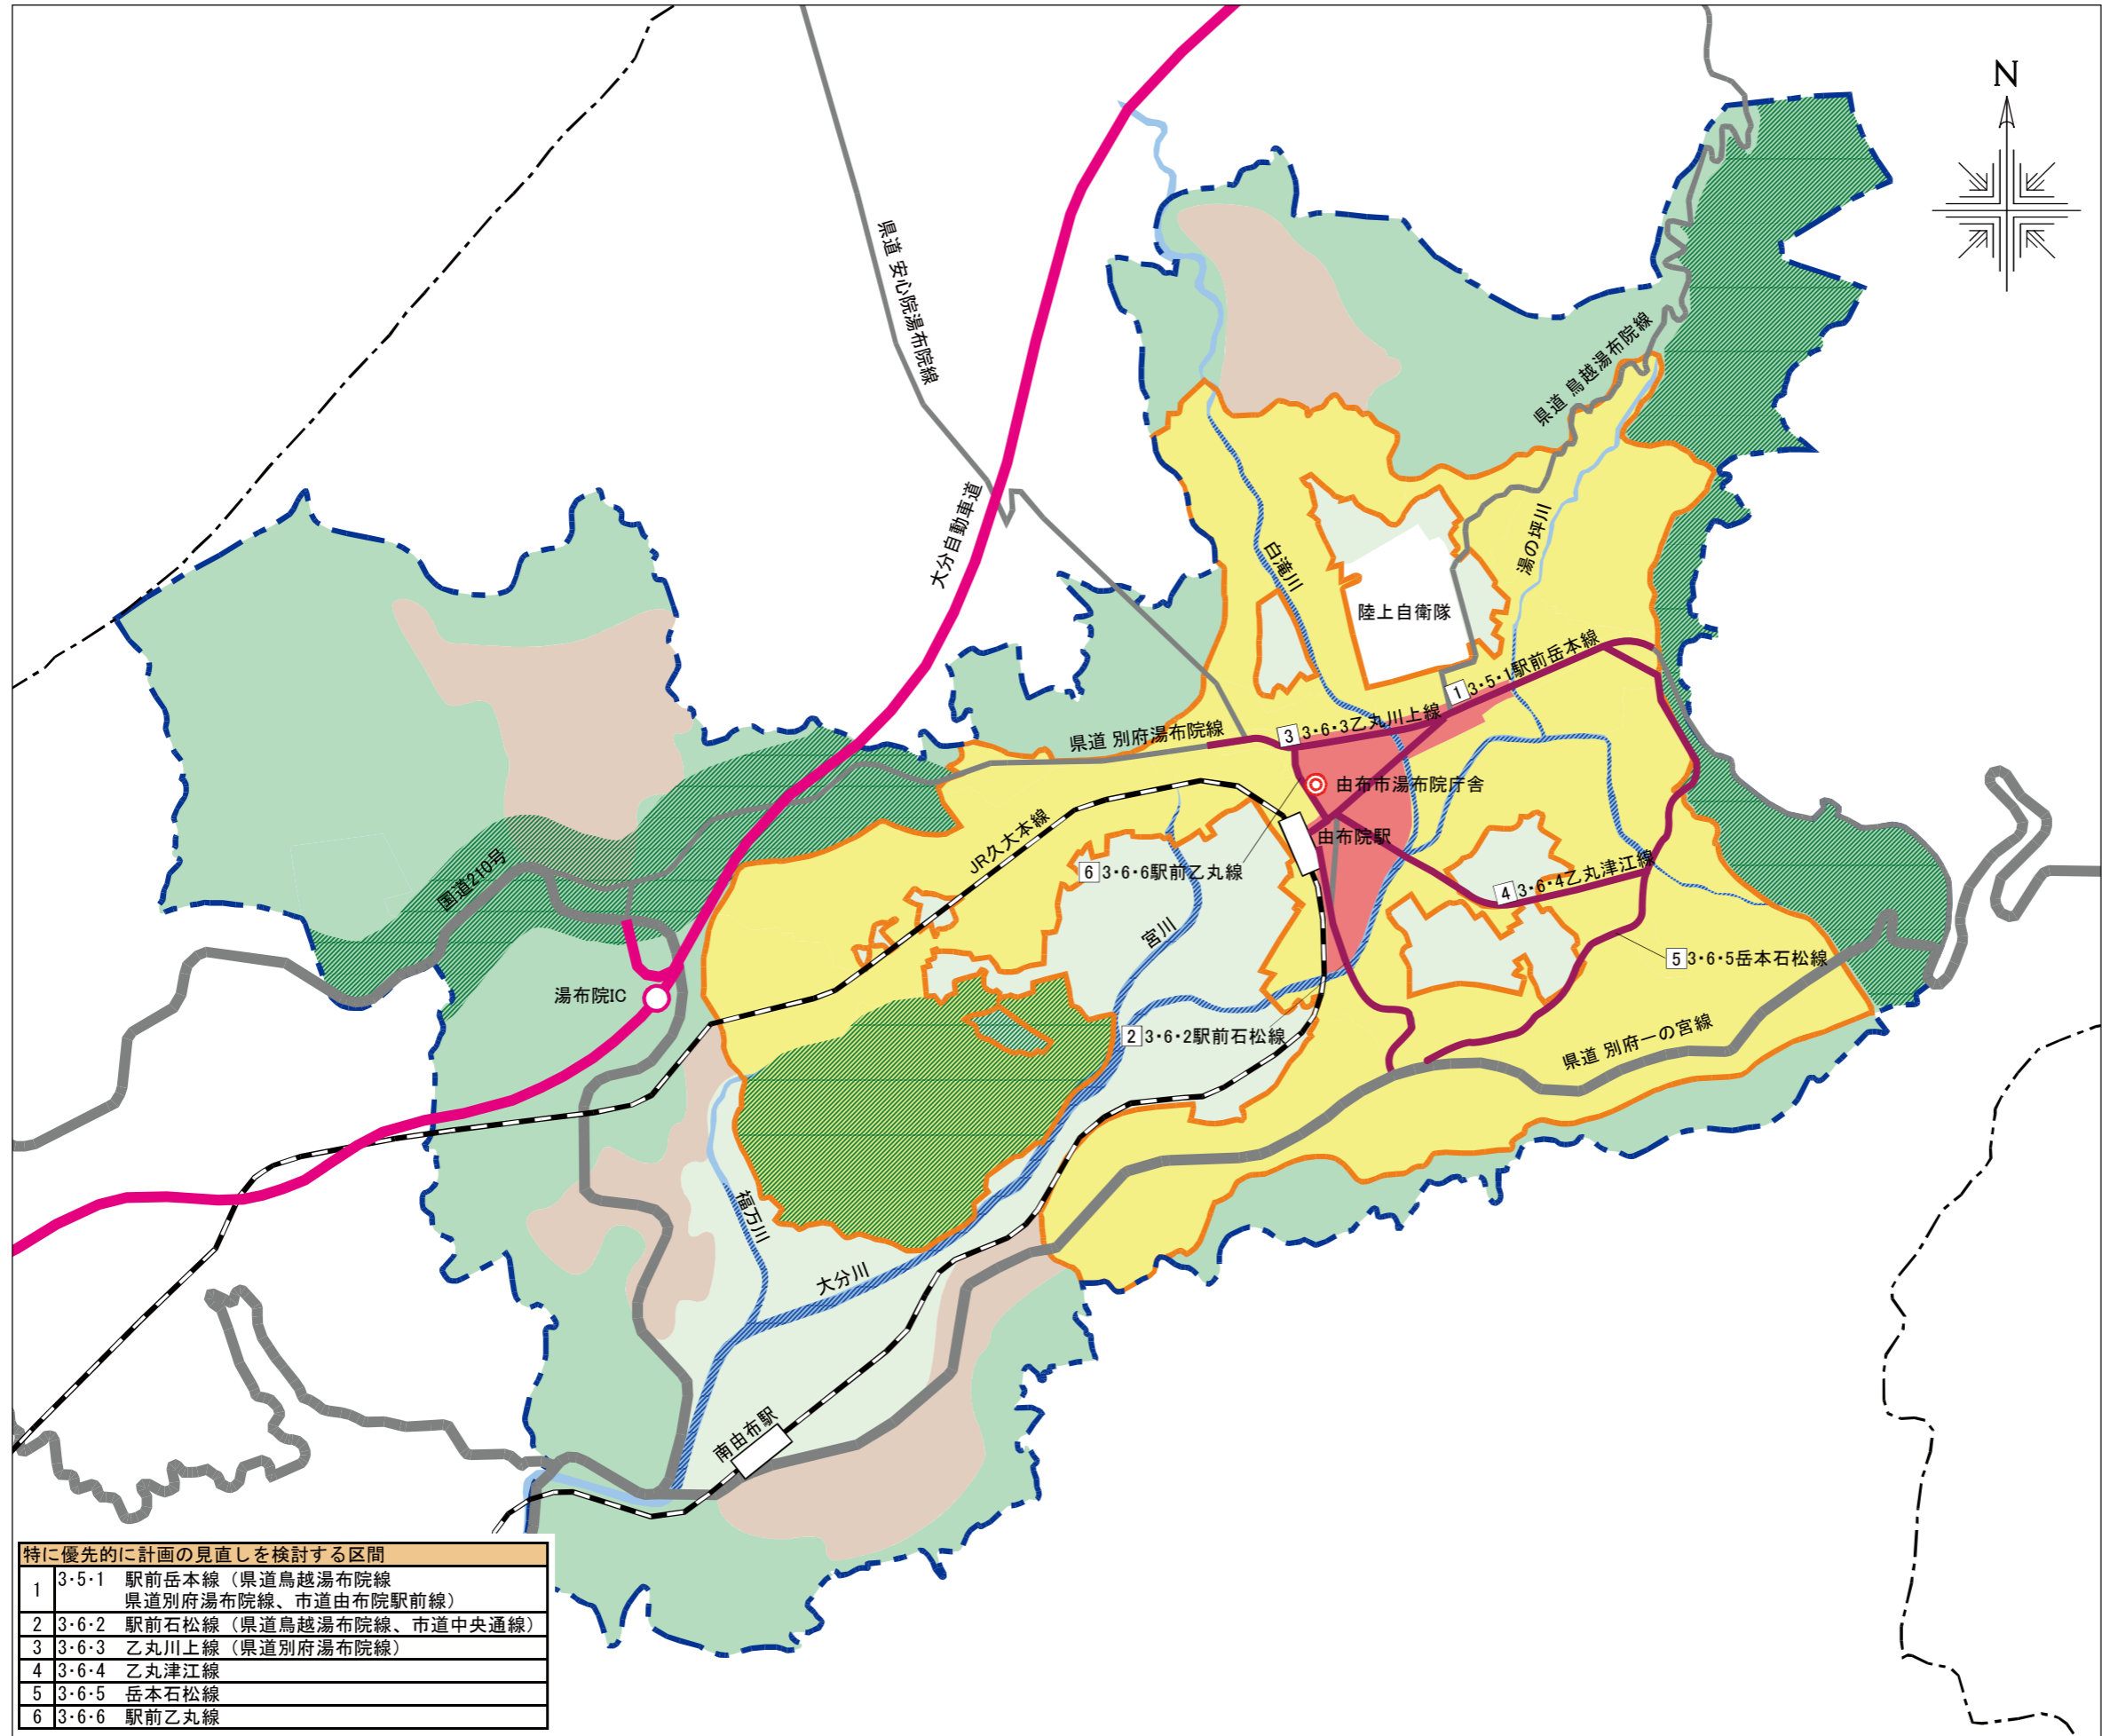 N
県道 安心院湯布院線
県道 鳥越湯布院線
大分自動車道
白滝川
湯の坪川
陸上自衛隊
1 3・5・1駅前岳本線
3 3・6・3乙丸川上線
県道 別府湯布院線
由布市湯布院庁舎
JR久大本線
由布院駅
国道210号
6 3・6・6駅前乙丸線
4 3・6・4乙丸津江線
宮川
5 3・6・5岳本石松線
湯布院IC
2 3・6・2駅前石松線
県道 別府一の宮線
福万川
大分川
南由布駅
特に優先的に計画の見直しを検討する区間
1 3・5・1 駅前岳本線（県道鳥越湯布院線
県道別府湯布院線、市道由布院駅前線）
2 3・6・2 駅前石松線（県道鳥越湯布院線、市道中央通線）
3 3・6・3 乙丸川上線（県道別府湯布院線）
4 3・6・4 乙丸津江線
5 3・6・5 岳本石松線
6 3・6・6 駅前乙丸線